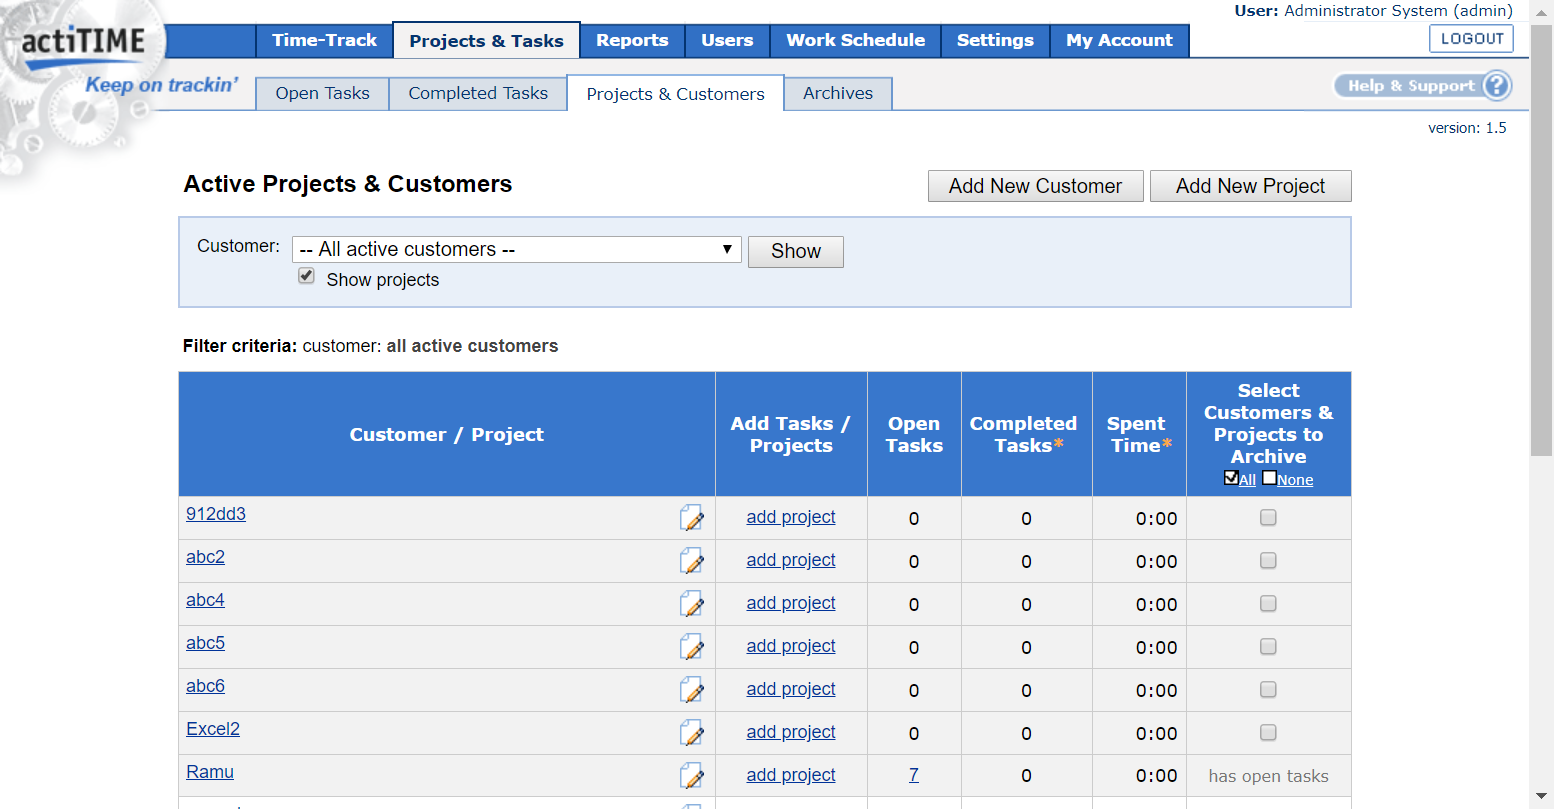 User: Administrator System (admin)
actiTIME
Time-Track Projects & Tasks Reports Users Work Schedule Settings My Account LOGOUT
Keep on trackin'
Open Tasks Completed Tasks Projects & Customers Archives Help & Support ?
version: 1.5
Active Projects & Customers Add New Customer Add New Project
Customer: -- All active customers -- Show
Show projects
Filter criteria: customer: all active customers
Customer / Project
Add Tasks /
Projects
Open
Tasks
Completed
Tasks*
Spent
Time*
Select
Customers &
Projects to
Archive
All None
912dd3 add project 0 0 0:00
abc2 add project 0 0 0:00
abc4 add project 0 0 0:00
abc5 add project 0 0 0:00
abc6 add project 0 0 0:00
Excel2 add project 0 0 0:00
Ramu add project 7 0 0:00 has open tasks